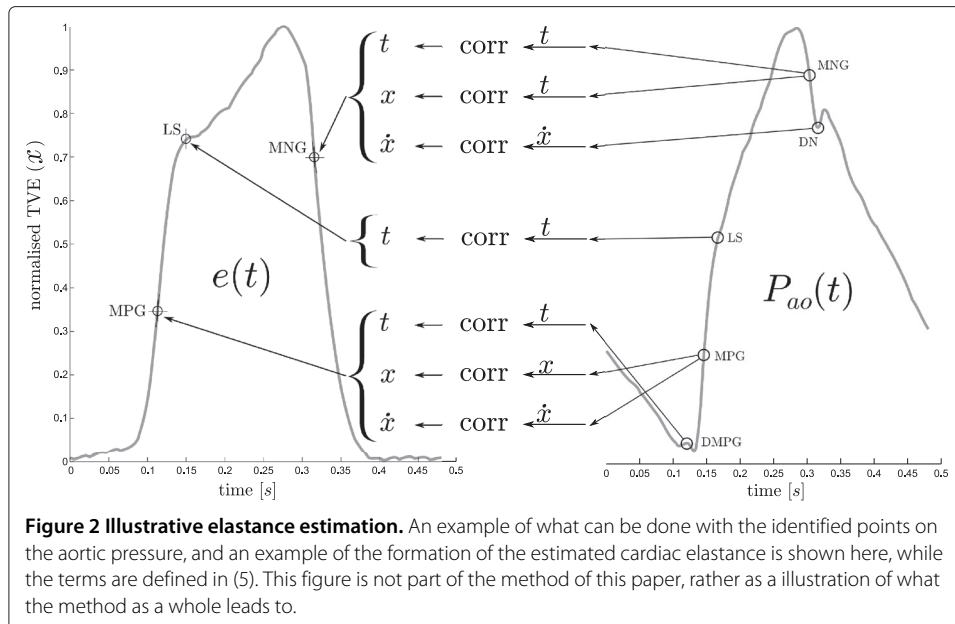 1
0.9
0.8
0.7
0.6
0.5
0.4
0.3
0.2
0.1
0
normalised TVE (x)
0 0.05 0.1 0.15 0.2 0.25 0.3 0.35 0.4 0.45 0.5
time [s]
LS
MNG
MPG
e(t)
t ← corr ← t
x ← corr ← t
ẋ ← corr ← ẋ
t ← corr ← t
t ← corr ← t
x ← corr ← x
ẋ ← corr ← ẋ
MNG
DN
LS
MPG
DMPG
P_ao(t)
0 0.05 0.1 0.15 0.2 0.25 0.3 0.35 0.4 0.45 0.5
time [s]
Figure 2 Illustrative elastance estimation. An example of what can be done with the identified points on
the aortic pressure, and an example of the formation of the estimated cardiac elastance is shown here, while
the terms are defined in (5). This figure is not part of the method of this paper, rather as a illustration of what
the method as a whole leads to.